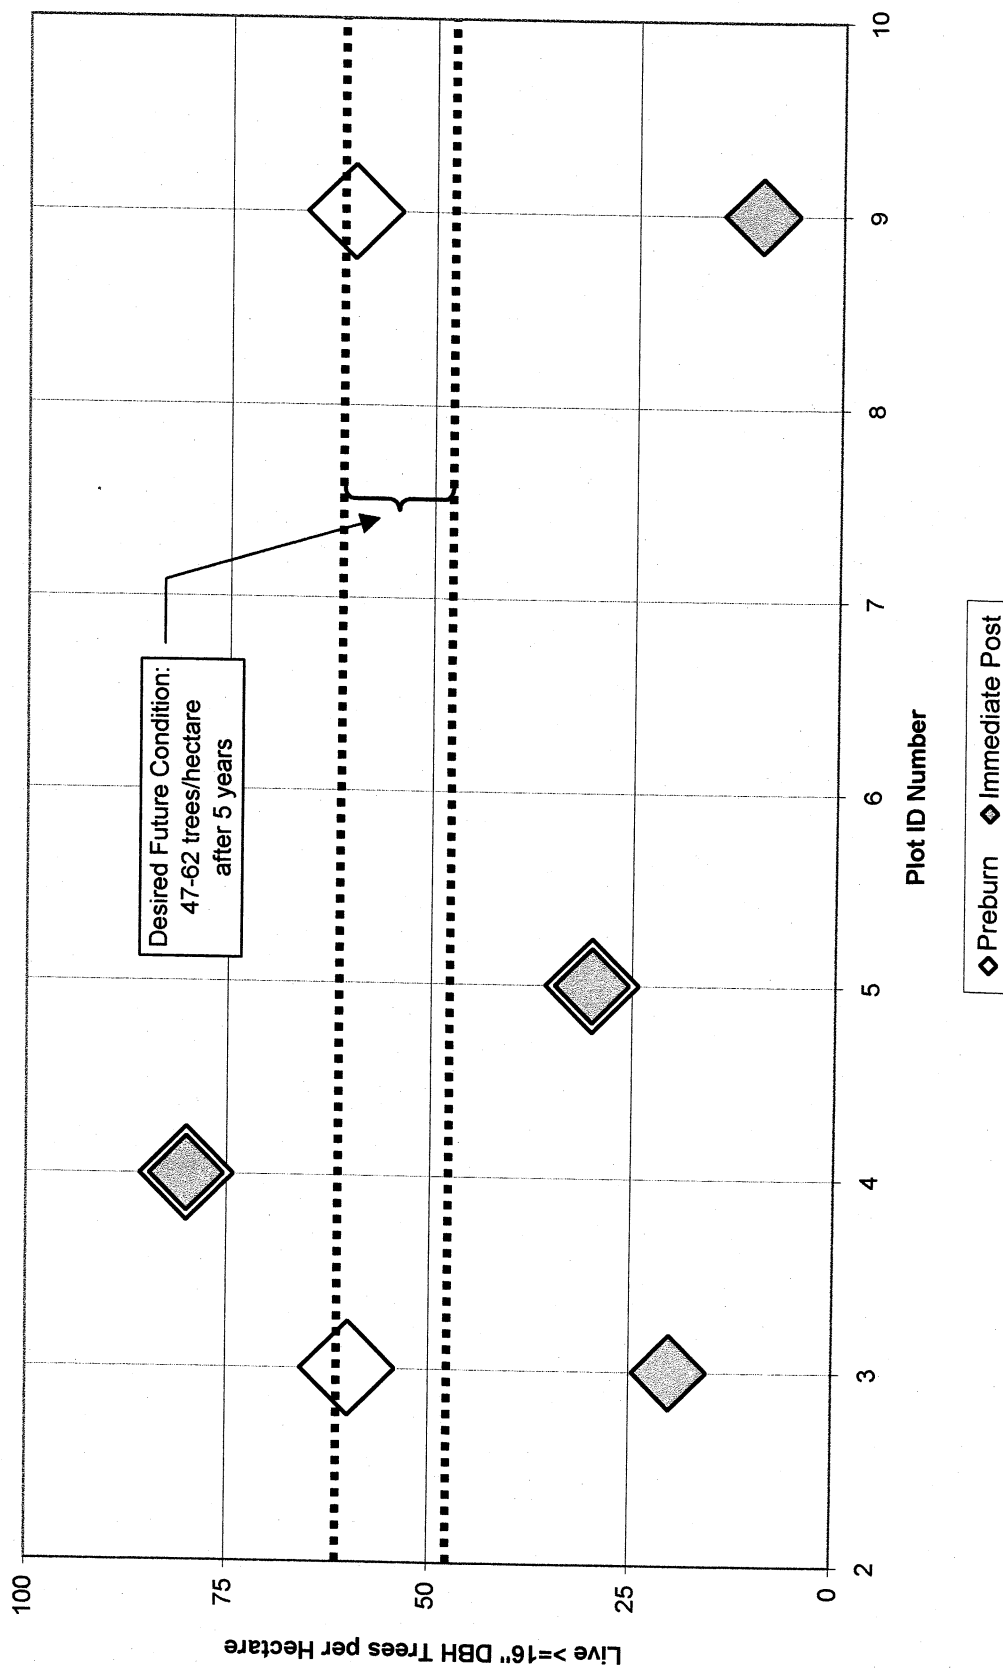 Live >=16" DBH Trees per Hectare
100
75
50
25
0
Desired Future Condition:
47-62 trees/hectare
after 5 years
2
3
4
5
6
7
8
9
10
Plot ID Number
Preburn
Immediate Post